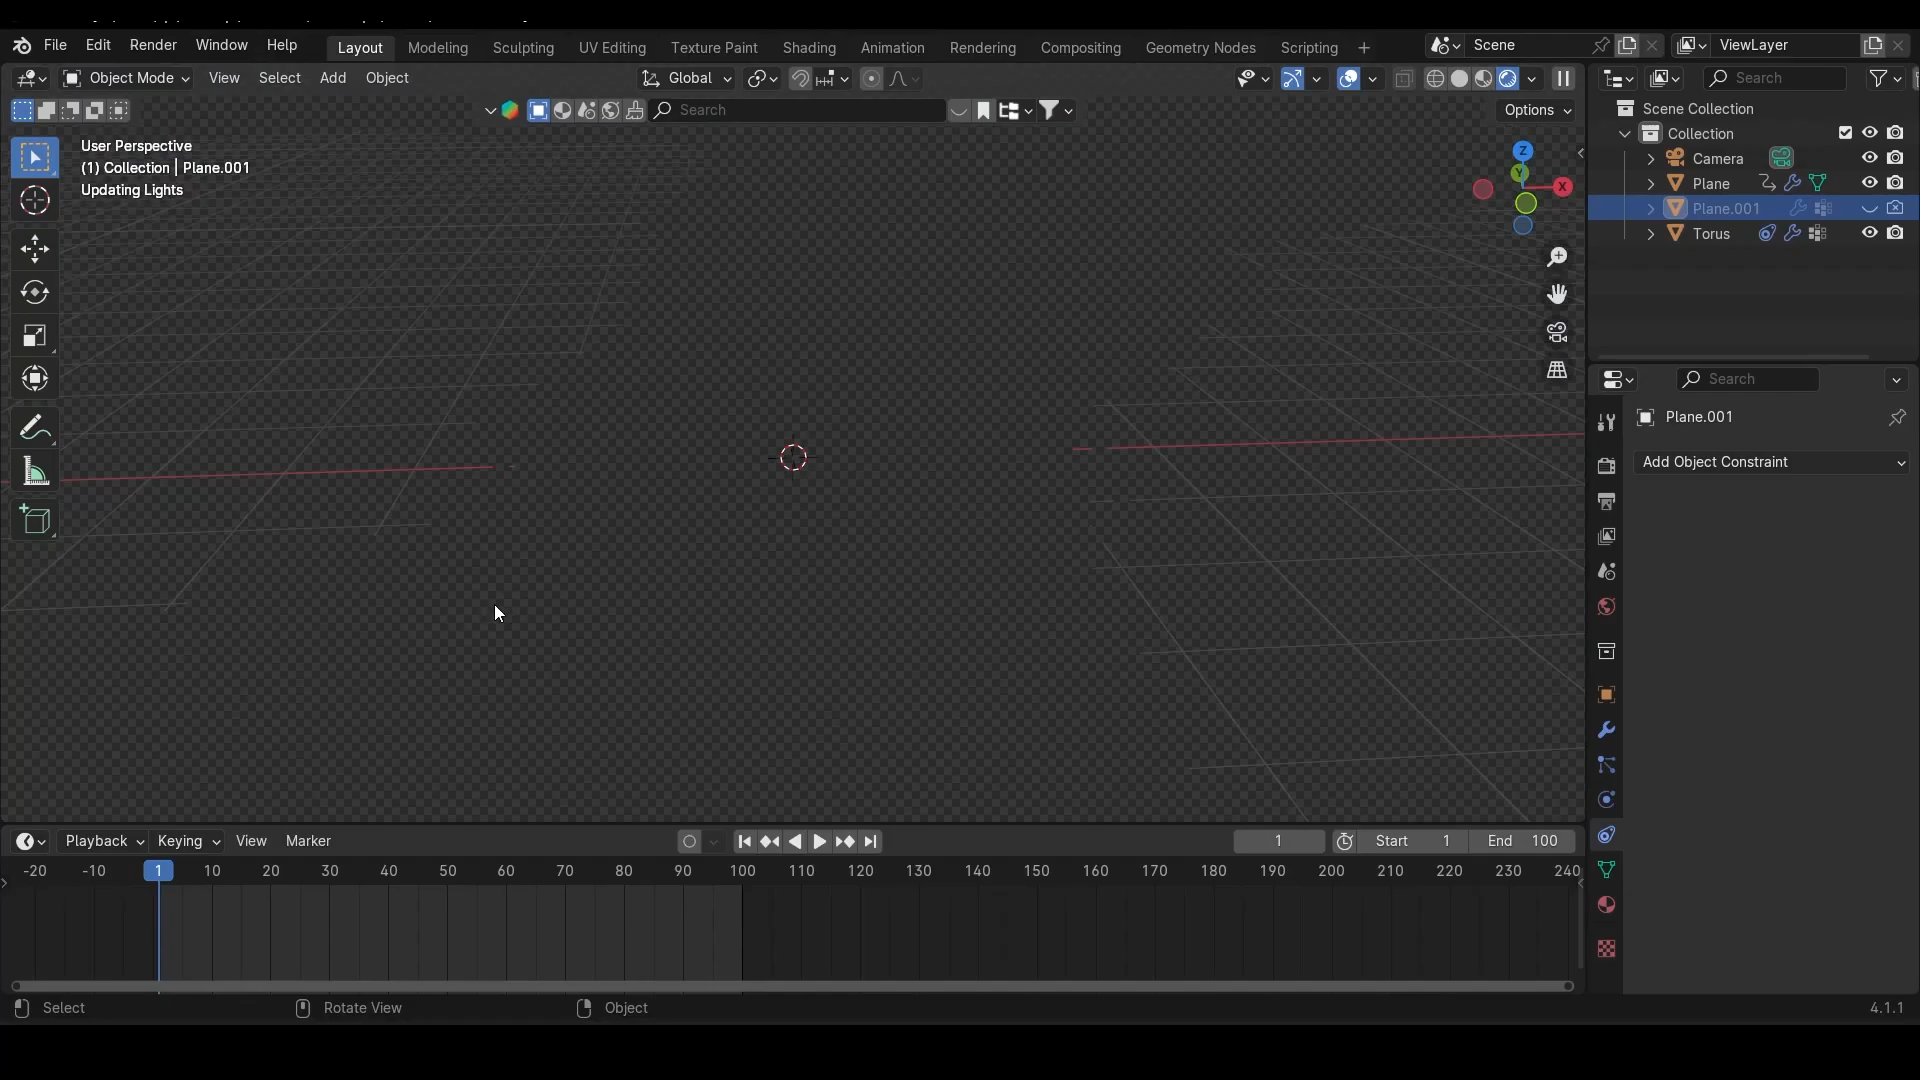 File Edit Render Window Help Layout Modeling Sculpting UV Editing Texture Paint Shading Animation Rendering Compositing Geometry Nodes Scripting + Scene ViewLayer
Object Mode View Select Add Object Global Search
Search Options
User Perspective
(1) Collection | Plane.001
Updating Lights
Z
Y
X
Scene Collection
Collection
Camera
Plane
Plane.001
Torus
Search
Plane.001
Add Object Constraint
Playback Keying View Marker 1 Start 1 End 100
-20 -10 1 10 20 30 40 50 60 70 80 90 100 110 120 130 140 150 160 170 180 190 200 210 220 230 240
Select Rotate View Object 4.1.1